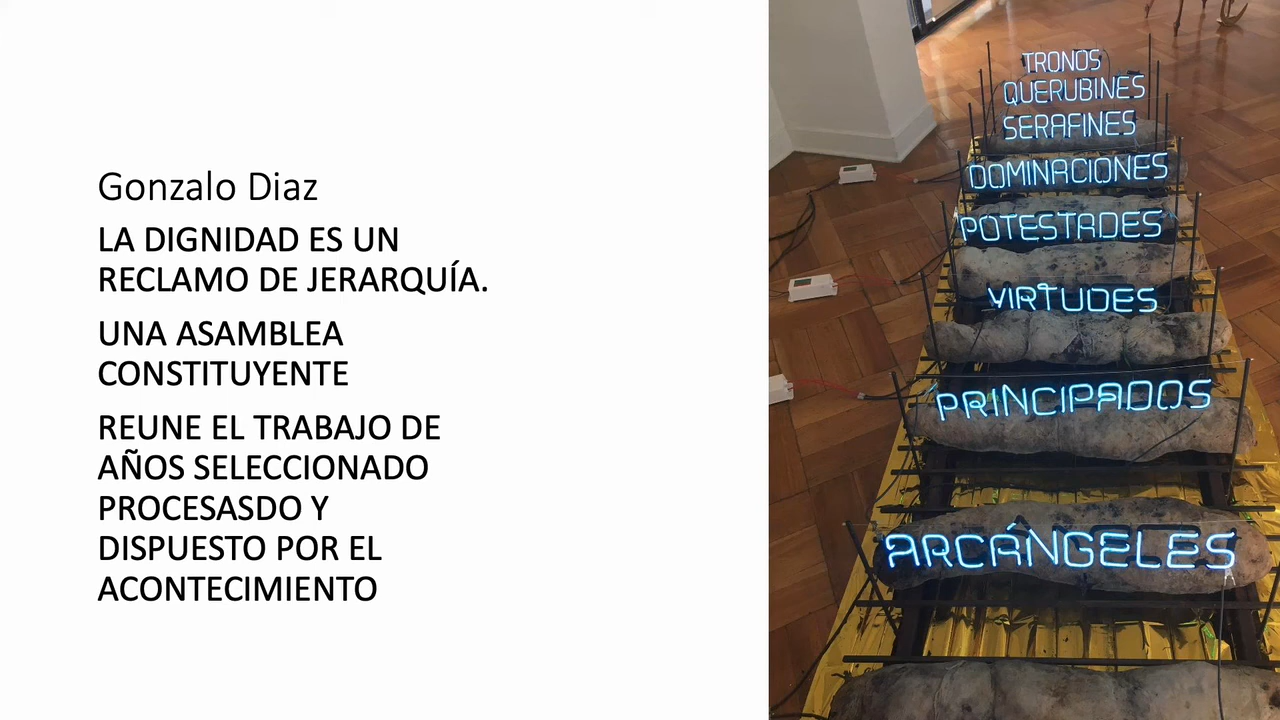 Gonzalo Diaz
LA DIGNIDAD ES UN
RECLAMO DE JERARQUÍA.
UNA ASAMBLEA
CONSTITUYENTE
REUNE EL TRABAJO DE
AÑOS SELECCIONADO
PROCESASDO Y
DISPUESTO POR EL
ACONTECIMIENTO
TRONOS
QUERUBINES
SERAFINES
DOMINACIONES
POTESTADES
VIRTUDES
PRINCIPADOS
ARCÁNGELES